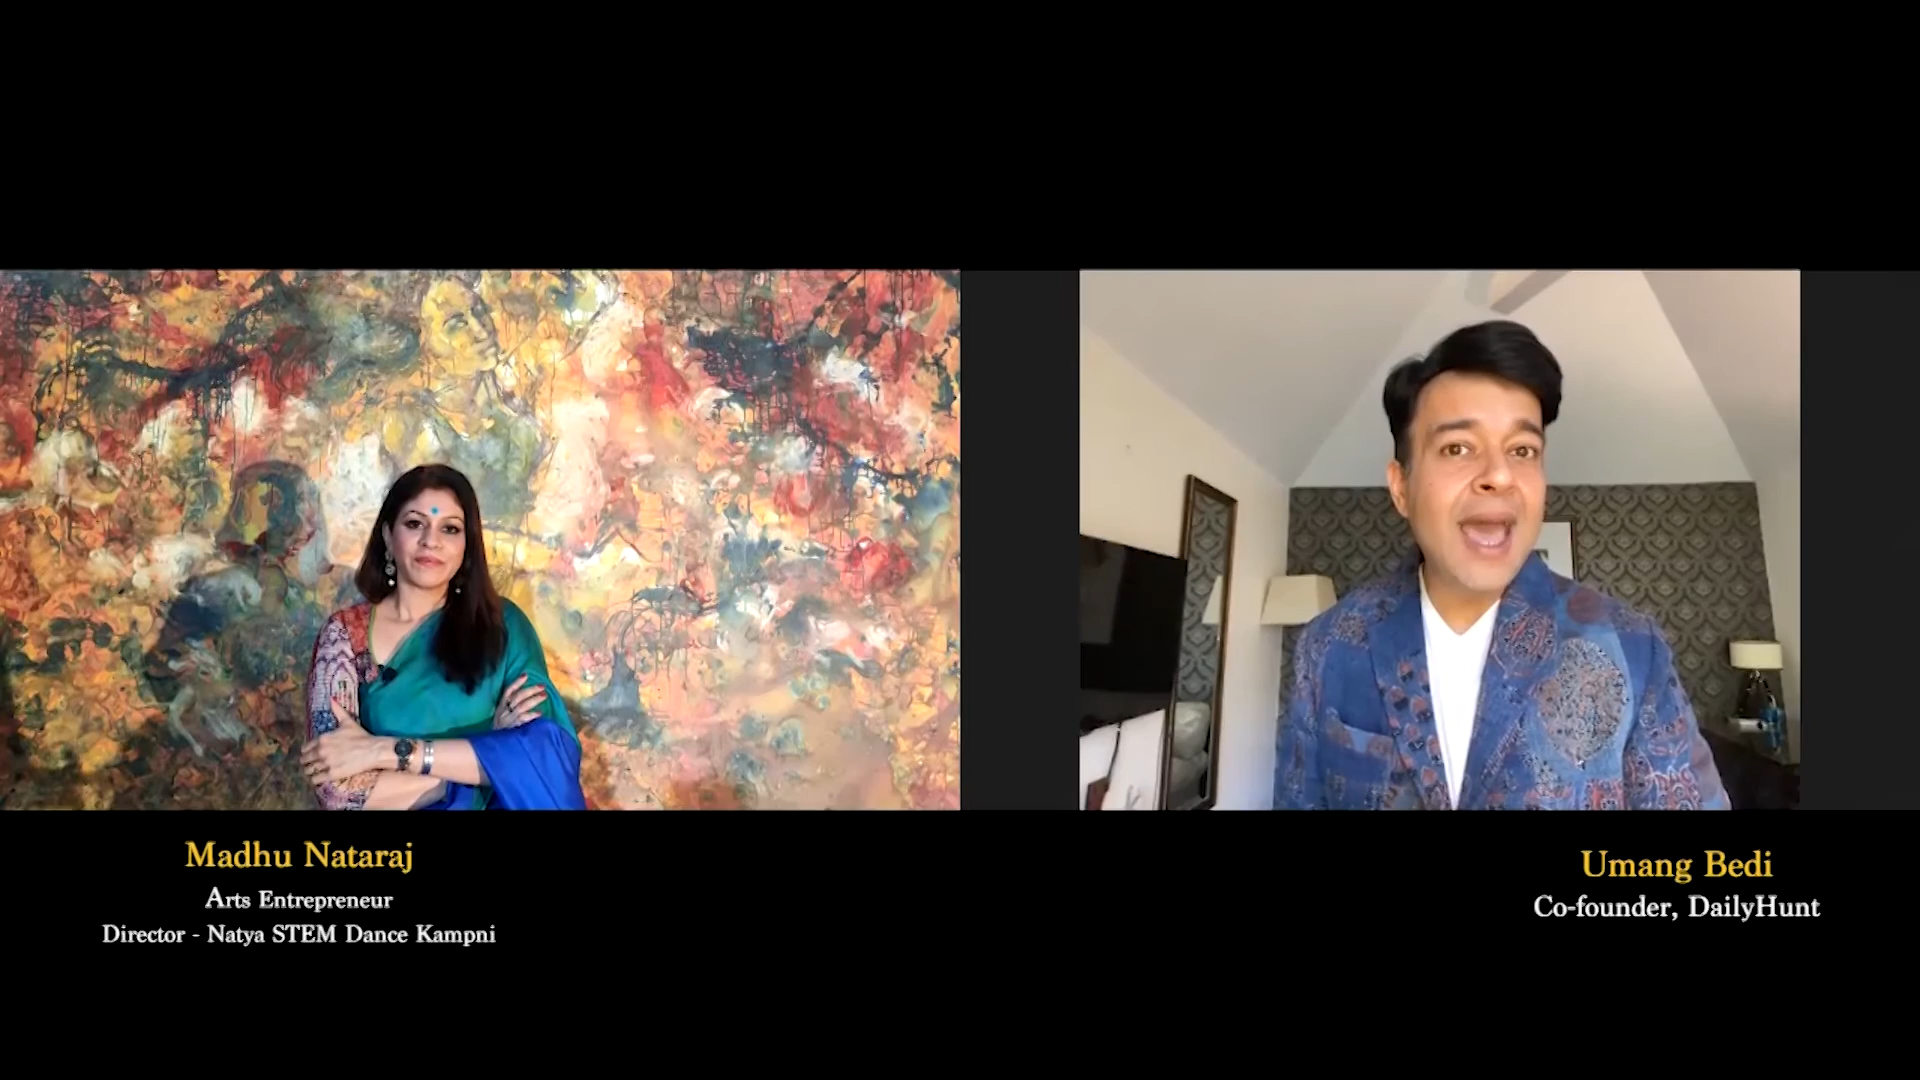 Madhu Nataraj
Arts Entrepreneur
Director - Natya STEM Dance Kampni
Umang Bedi
Co-founder, DailyHunt